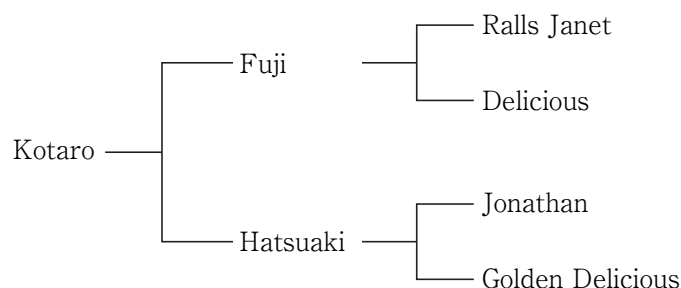 Ralls Janet
Fuji
Delicious
Kotaro
Jonathan
Hatsuaki
Golden Delicious